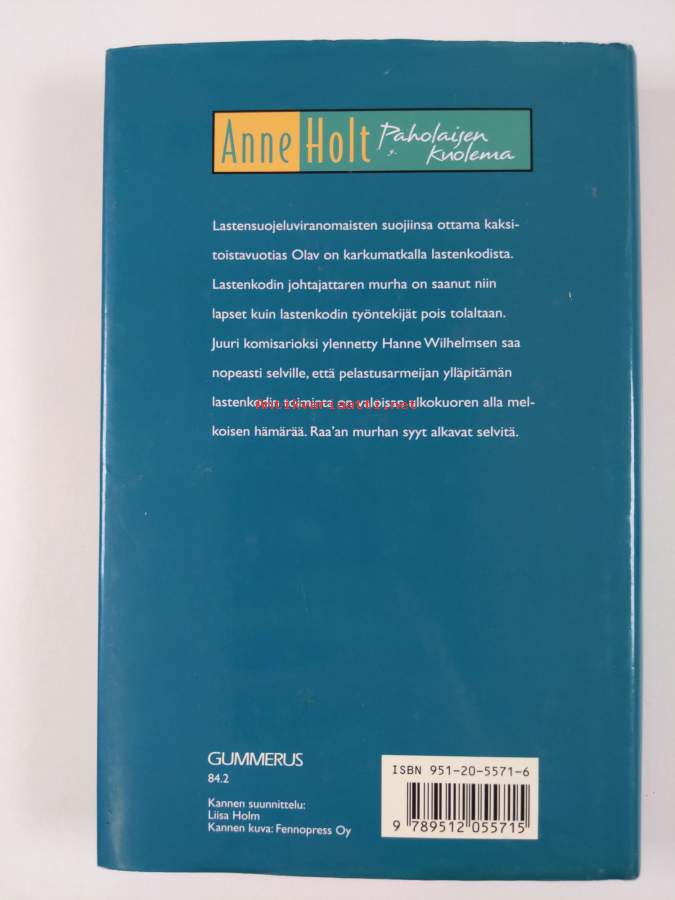 Anne Holt Paholaisen kuolema
Lastensuojeluviranomaisten suojiinsa ottama kaksi-
toistavuotias Olav on karkumatkalla lastenkodista.
Lastenkodin johtajattaren murha on saanut niin
lapset kuin lastenkodin työntekijät pois tolaltaan.
Juuri komisarioksi ylennetty Hanne Wilhelmsen saa
nopeasti selville, että pelastusarmeijan ylläpitämän
lastenkodin toiminta on valoisan ulkokuoren alla mel-
koisen hämärää. Raa'an murhan syyt alkavat selvitä.
Antikvariaatti.net
GUMMERUS
84.2
Kannen suunnittelu:
Liisa Holm
Kannen kuva: Fennopress Oy
ISBN 951-20-5571-6
9 789512 055715